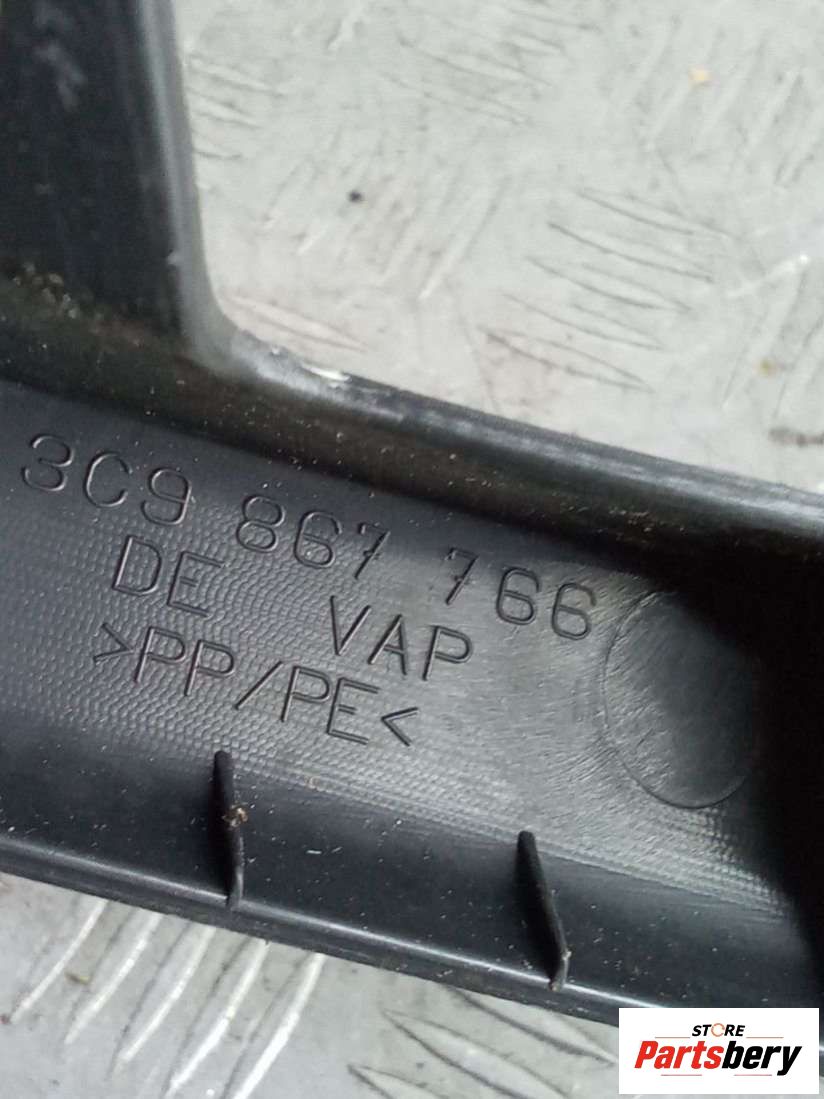 3C9 867 766
DE VAP
>PP/PE<
STORE
Partsbery